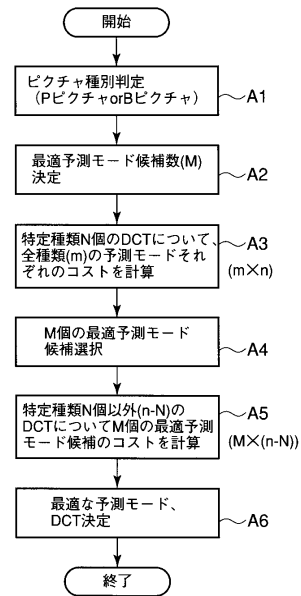 開始
ピクチャ種別判定
(PピクチャorBピクチャ)
A1
最適予測モード候補数(M)
決定
A2
特定種類N個のDCTについて、
全種類(m)の予測モードそれ
ぞれのコストを計算
A3
(m×n)
M個の最適予測モード
候補選択
A4
特定種類N個以外(n-N)の
DCTについてM個の最適予測
モード候補のコストを計算
A5
(M×(n-N))
最適な予測モード、
DCT決定
A6
終了